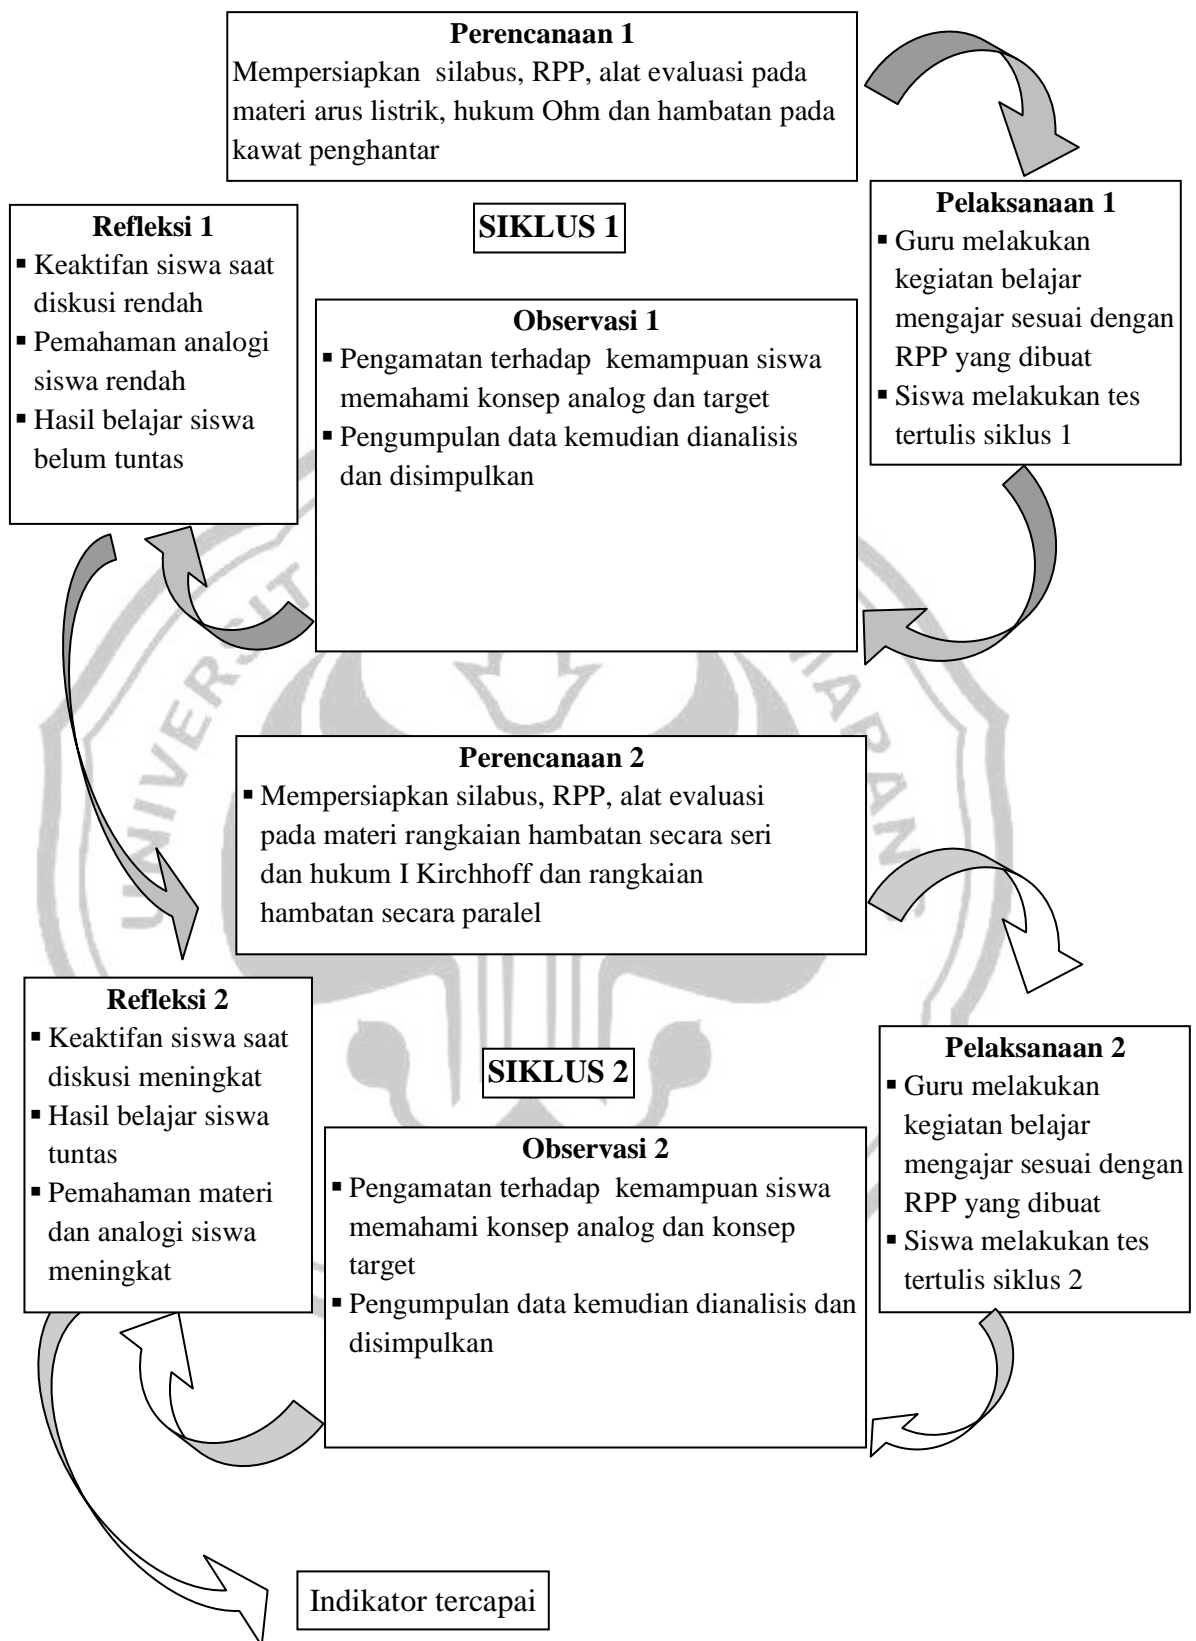 Perencanaan 1
Mempersiapkan silabus, RPP, alat evaluasi pada
materi arus listrik, hukum Ohm dan hambatan pada
kawat penghantar
SIKLUS 1
Pelaksanaan 1
▪ Guru melakukan
kegiatan belajar
mengajar sesuai dengan
RPP yang dibuat
▪ Siswa melakukan tes
tertulis siklus 1
Observasi 1
▪ Pengamatan terhadap kemampuan siswa
memahami konsep analog dan target
▪ Pengumpulan data kemudian dianalisis
dan disimpulkan
Refleksi 1
▪ Keaktifan siswa saat
diskusi rendah
▪ Pemahaman analogi
siswa rendah
▪ Hasil belajar siswa
belum tuntas
Perencanaan 2
▪ Mempersiapkan silabus, RPP, alat evaluasi
pada materi rangkaian hambatan secara seri
dan hukum I Kirchhoff dan rangkaian
hambatan secara paralel
SIKLUS 2
Pelaksanaan 2
▪ Guru melakukan
kegiatan belajar
mengajar sesuai dengan
RPP yang dibuat
▪ Siswa melakukan tes
tertulis siklus 2
Observasi 2
▪ Pengamatan terhadap kemampuan siswa
memahami konsep analog dan konsep
target
▪ Pengumpulan data kemudian dianalisis dan
disimpulkan
Refleksi 2
▪ Keaktifan siswa saat
diskusi meningkat
▪ Hasil belajar siswa
tuntas
▪ Pemahaman materi
dan analogi siswa
meningkat
Indikator tercapai